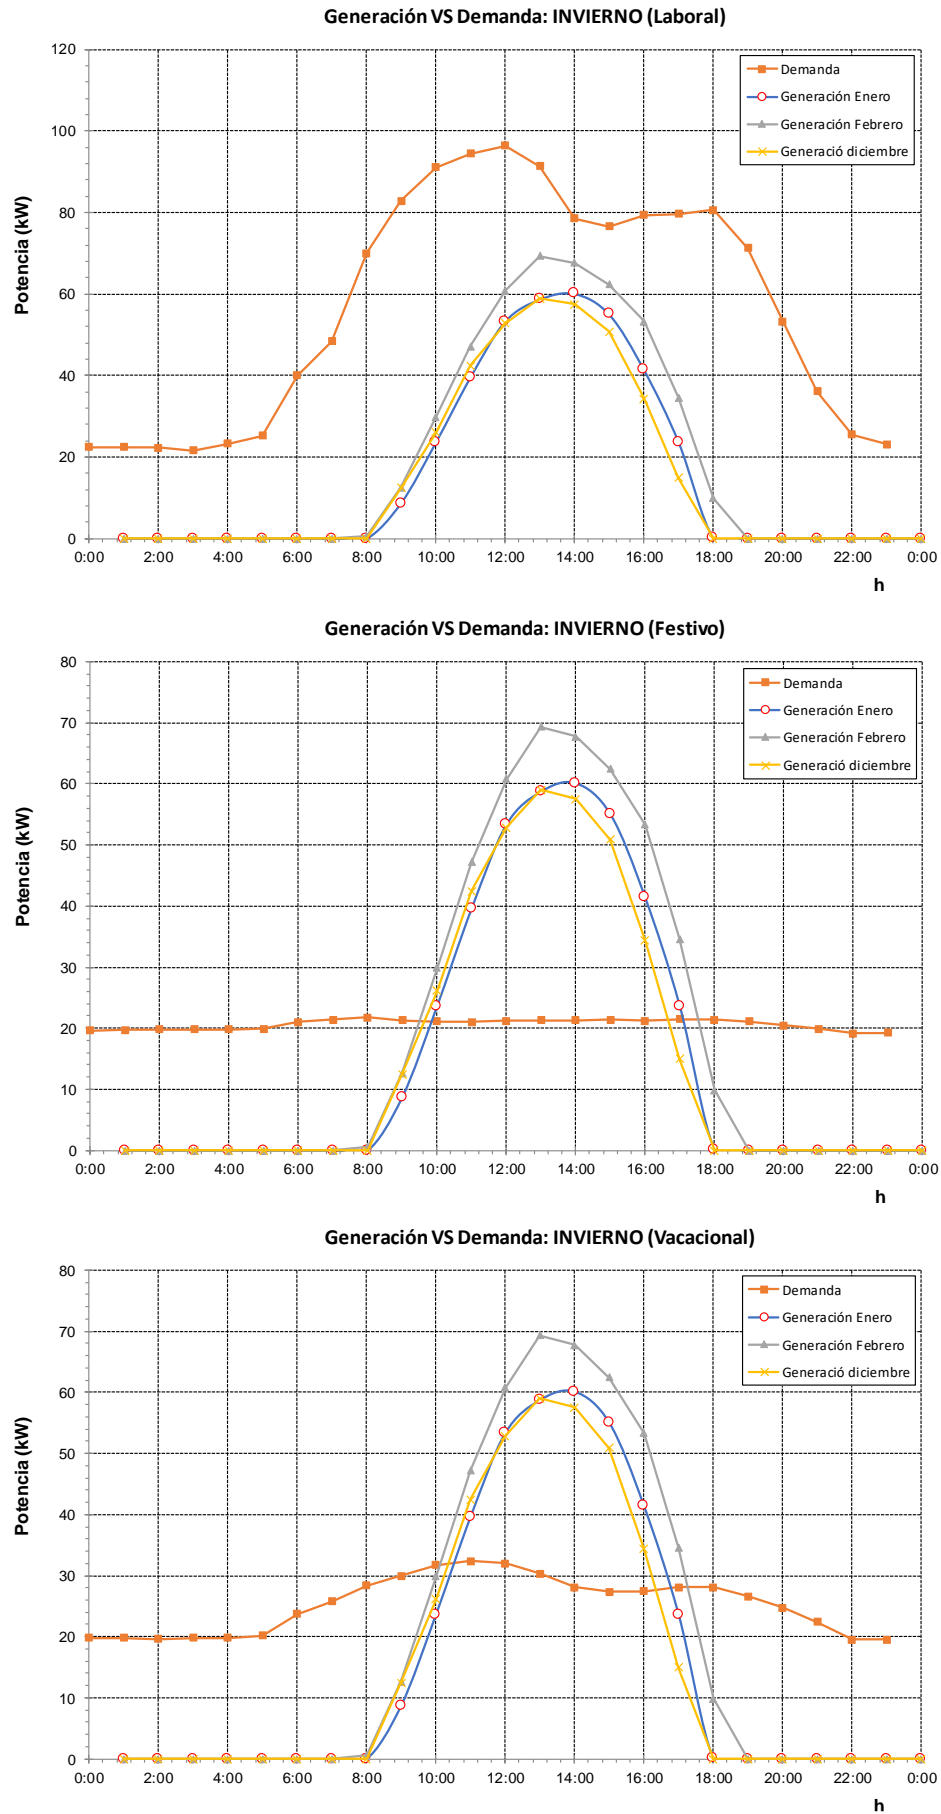 Generación VS Demanda: INVIERNO (Laboral)
120
100
80
60
40
20
0
Potencia (kW)
Demanda
Generación Enero
Generación Febrero
Generació diciembre
0:00 2:00 4:00 6:00 8:00 10:00 12:00 14:00 16:00 18:00 20:00 22:00 0:00
h
Generación VS Demanda: INVIERNO (Festivo)
80
70
60
50
40
30
20
10
0
Potencia (kW)
Demanda
Generación Enero
Generación Febrero
Generació diciembre
0:00 2:00 4:00 6:00 8:00 10:00 12:00 14:00 16:00 18:00 20:00 22:00 0:00
h
Generación VS Demanda: INVIERNO (Vacacional)
80
70
60
50
40
30
20
10
0
Potencia (kW)
Demanda
Generación Enero
Generación Febrero
Generació diciembre
0:00 2:00 4:00 6:00 8:00 10:00 12:00 14:00 16:00 18:00 20:00 22:00 0:00
h